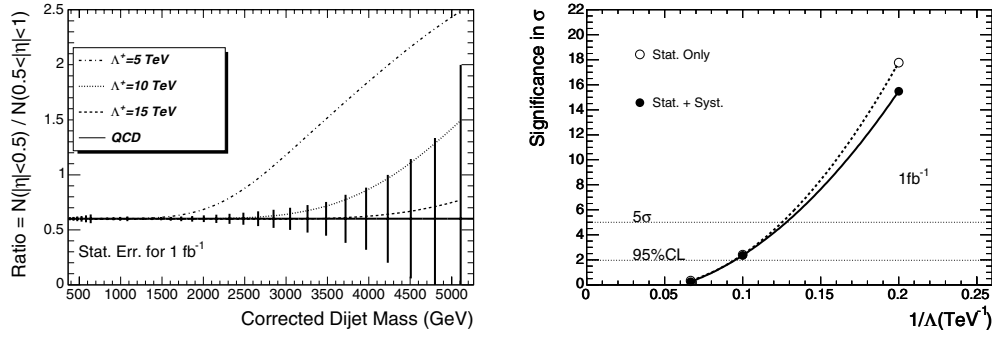 Ratio = N(|η|<0.5) / N(0.5<|η|<1)
2.5
2
1.5
1
0.5
0
Λ⁺=5 TeV
Λ⁺=10 TeV
Λ⁺=15 TeV
QCD
Stat. Err. for 1 fb⁻¹
500 1000 1500 2000 2500 3000 3500 4000 4500 5000
Corrected Dijet Mass (GeV)
Significance in σ
22
20
18
16
14
12
10
8
6
4
2
0
Stat. Only
Stat. + Syst.
1fb⁻¹
5σ
95%CL
0 0.05 0.1 0.15 0.2 0.25
1/Λ(TeV⁻¹)